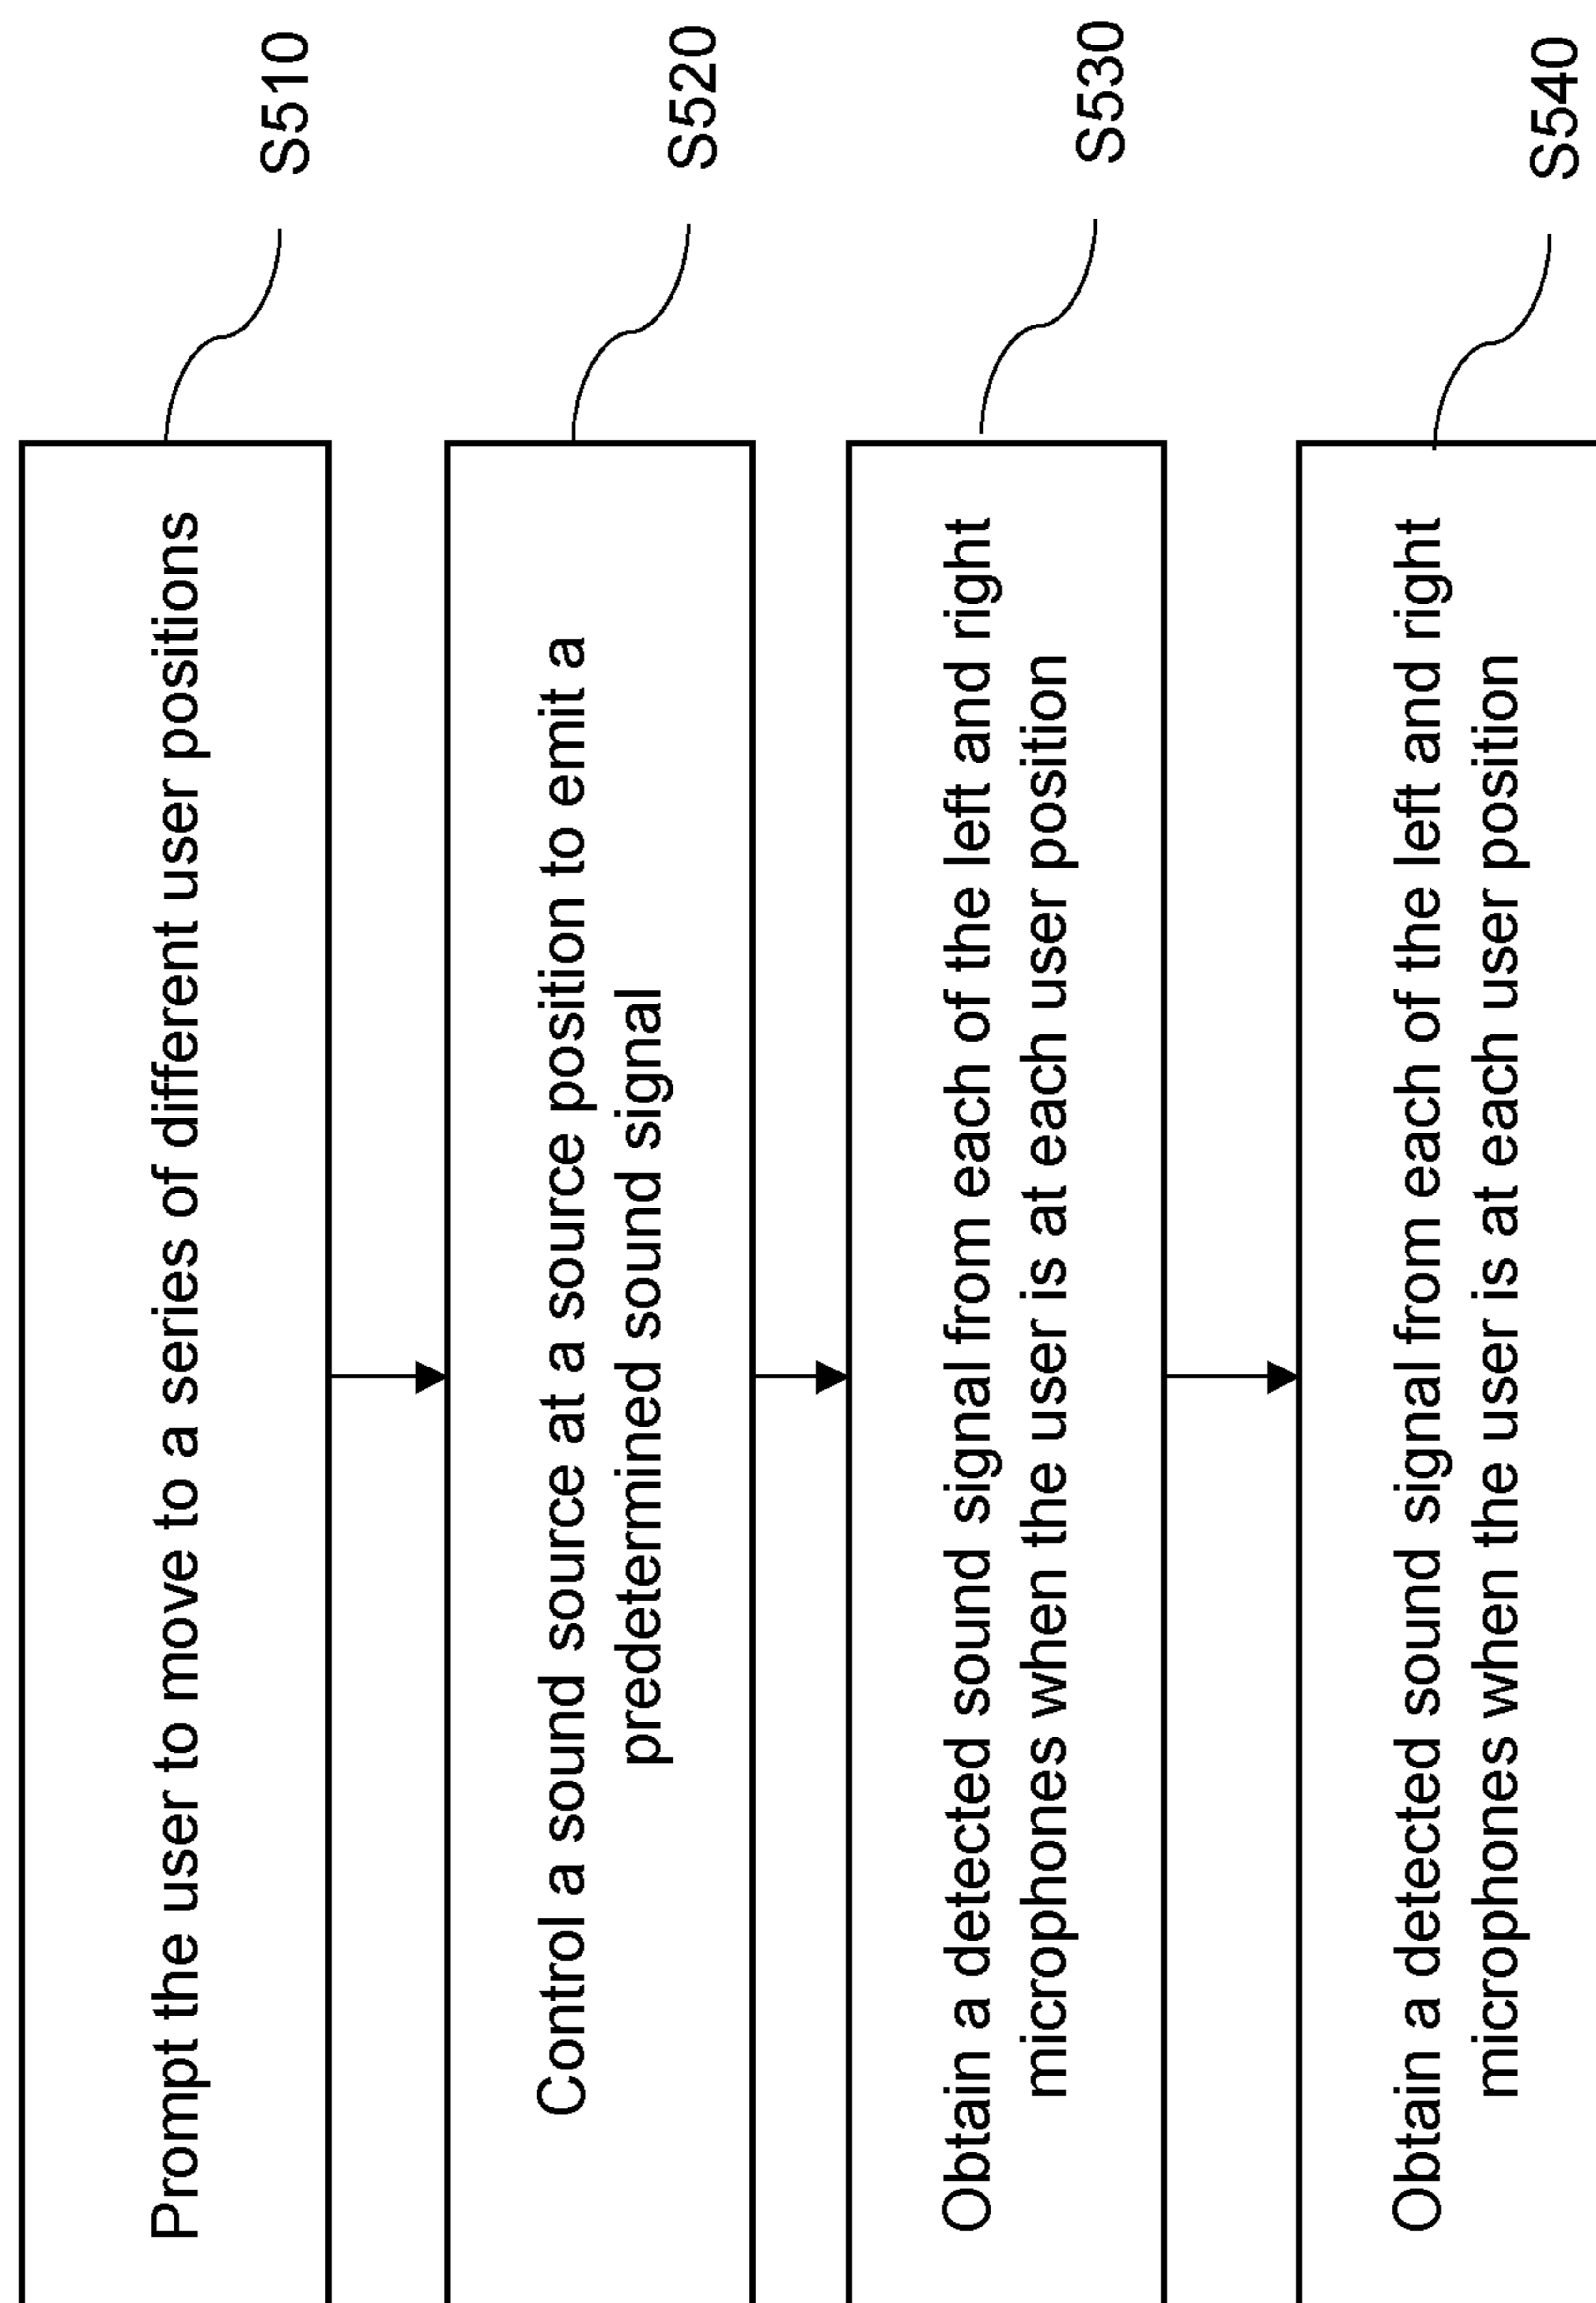 Prompt the user to move to a series of different user positions
S510
Control a sound source at a source position to emit a
predetermined sound signal
S520
Obtain a detected sound signal from each of the left and right
microphones when the user is at each user position
S530
Obtain a detected sound signal from each of the left and right
microphones when the user is at each user position
S540